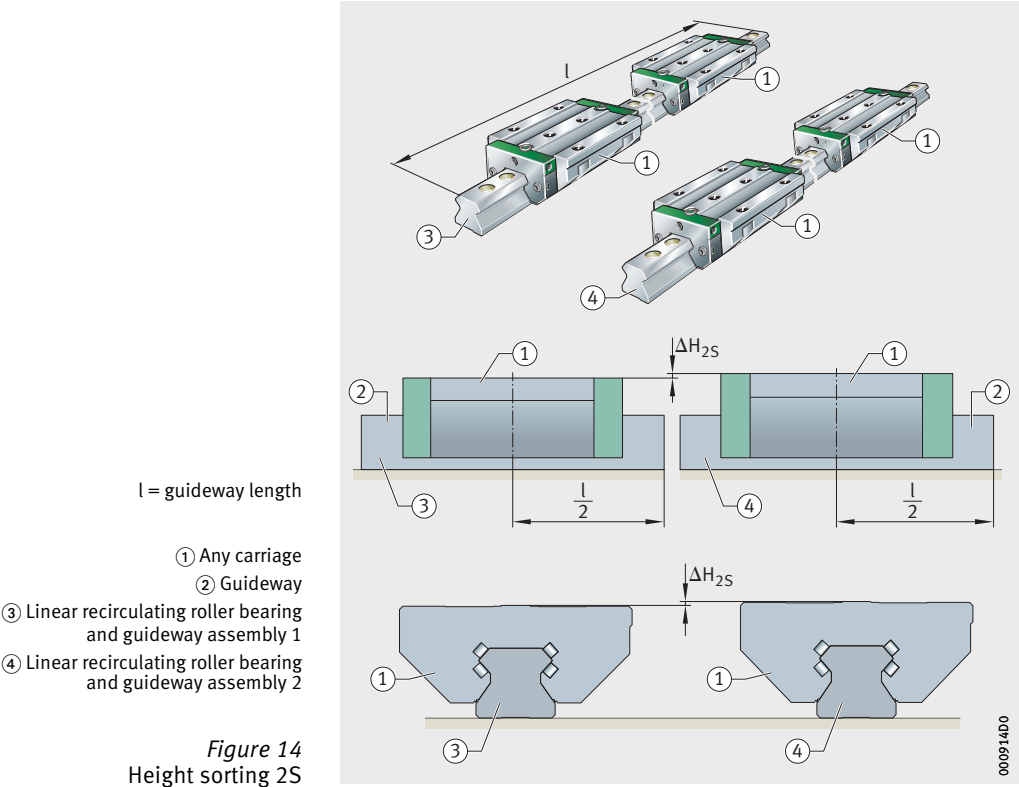 l
1
1
1
1
3
4
ΔH2S
1
1
2
2
3
4
l
2
l
2
l = guideway length
1 Any carriage
2 Guideway
3 Linear recirculating roller bearing
and guideway assembly 1
4 Linear recirculating roller bearing
and guideway assembly 2
ΔH2S
1
1
3
4
Figure 14
Height sorting 2S
000914D0